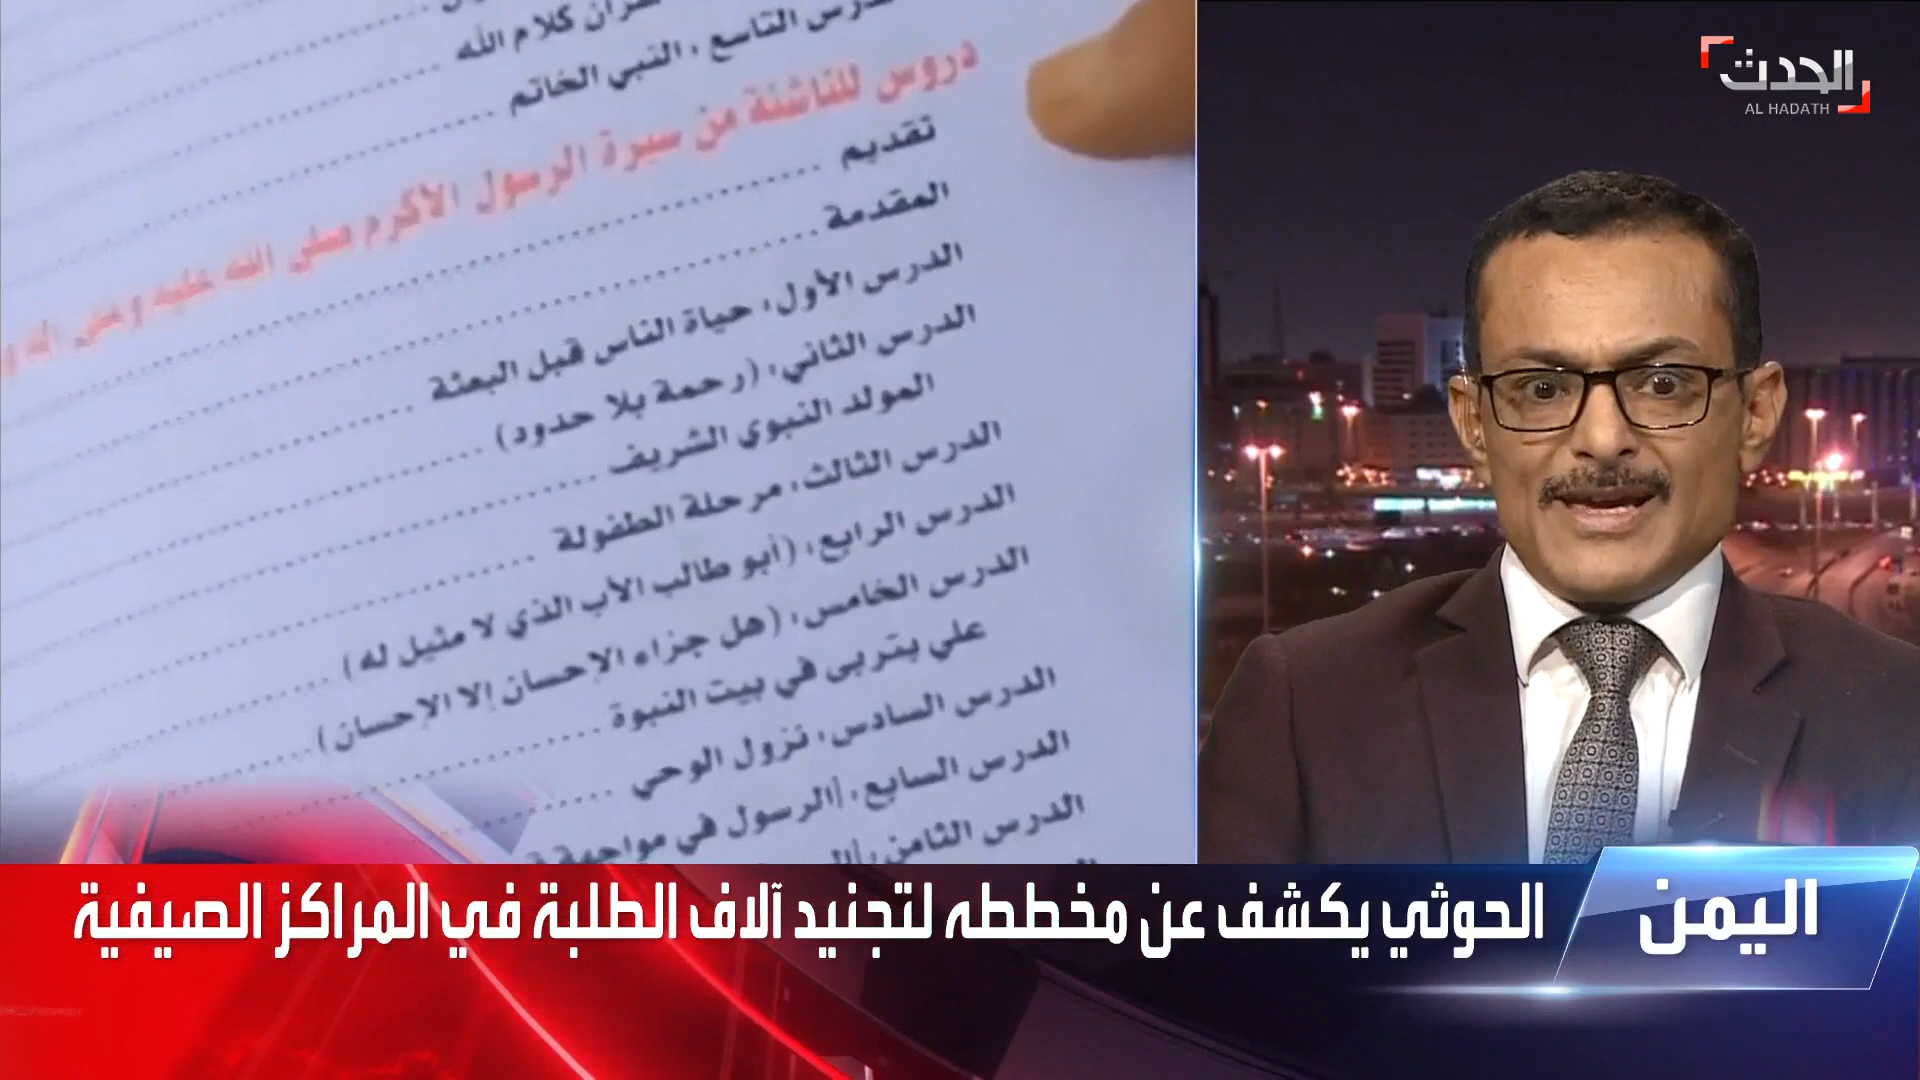 قرآن كلام الله
الدرس التاسع، النبي الخاتم
دروس للناشئة من سيرة الرسول الأكرم صلى الله عليه وعلى آله
تقديم
المقدمة
الدرس الأول، حياة الناس قبل البعثة
الدرس الثاني، (رحمة بلا حدود)
المولد النبوي الشريف
الدرس الثالث، مرحلة الطفولة
الدرس الرابع، (أبو طالب الأب الذي لا مثيل له)
الدرس الخامس، (هل جزاء الإحسان إلا الإحسان)
علي يتربى في بيت النبوة
الدرس السادس، نزول الوحي
الدرس السابع، (الرسول في مواجهة
الدرس الثامن،
الحدث
AL HADATH
اليمن
الحوثي يكشف عن مخططه لتجنيد آلاف الطلبة في المراكز الصيفية